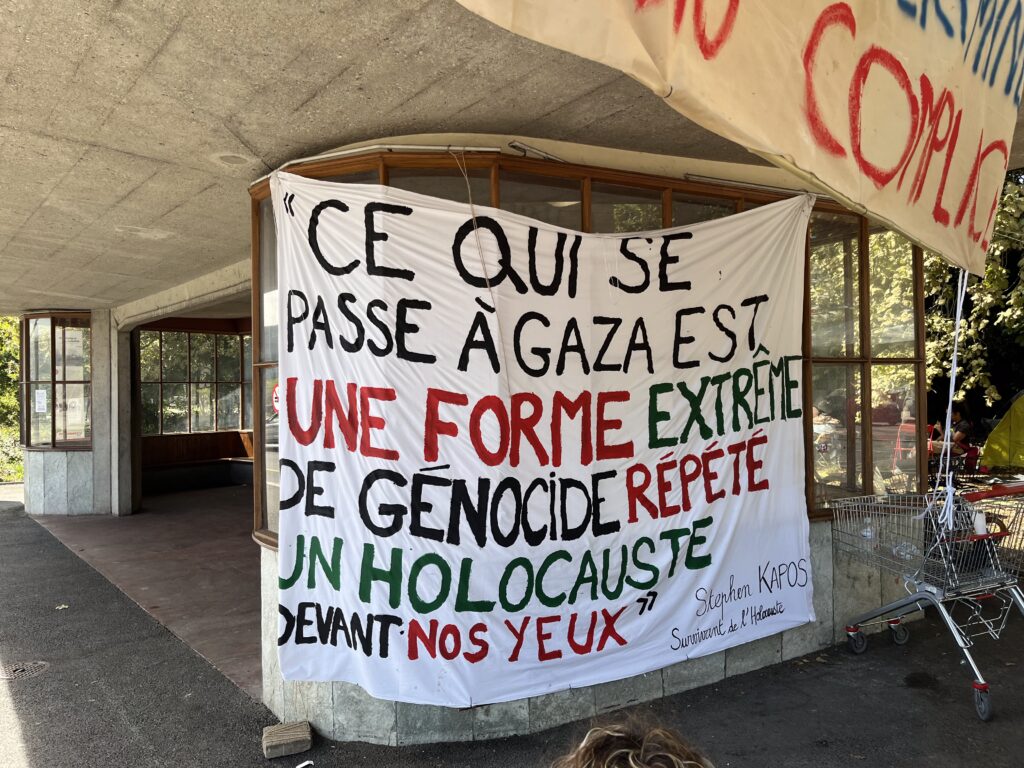 COMPLICE
“CE QUI SE
PASSE À GAZA EST
UNE FORME EXTRÊME
DE GÉNOCIDE RÉPÉTÉ
UN HOLOCAUSTE
DEVANT NOS YEUX”
Stephen KAPOS
Survivant de l'Holocauste